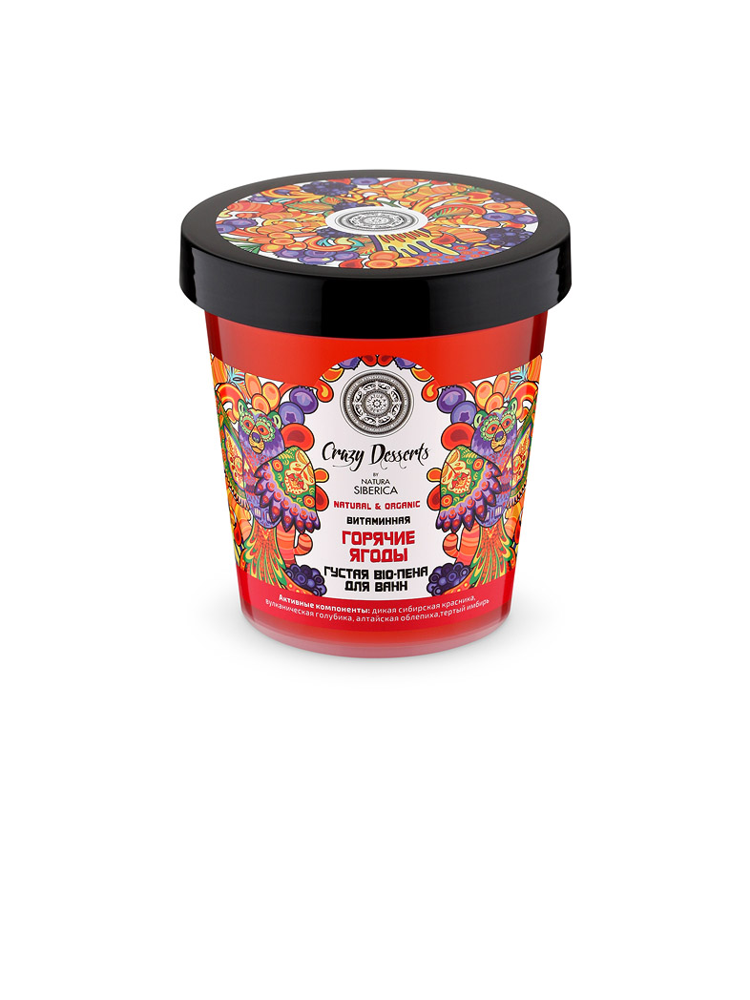 Crazy Desserts
BY
NATURA
SIBERICA
NATURAL & ORGANIC
ВИТАМИННАЯ
ГОРЯЧИЕ
ЯГОДЫ
ГУСТАЯ BIO-ПЕНА
ДЛЯ ВАНН
Активные компоненты: дикая сибирская красника,
вулканическая голубика, алтайская облепиха,тертый имбирь